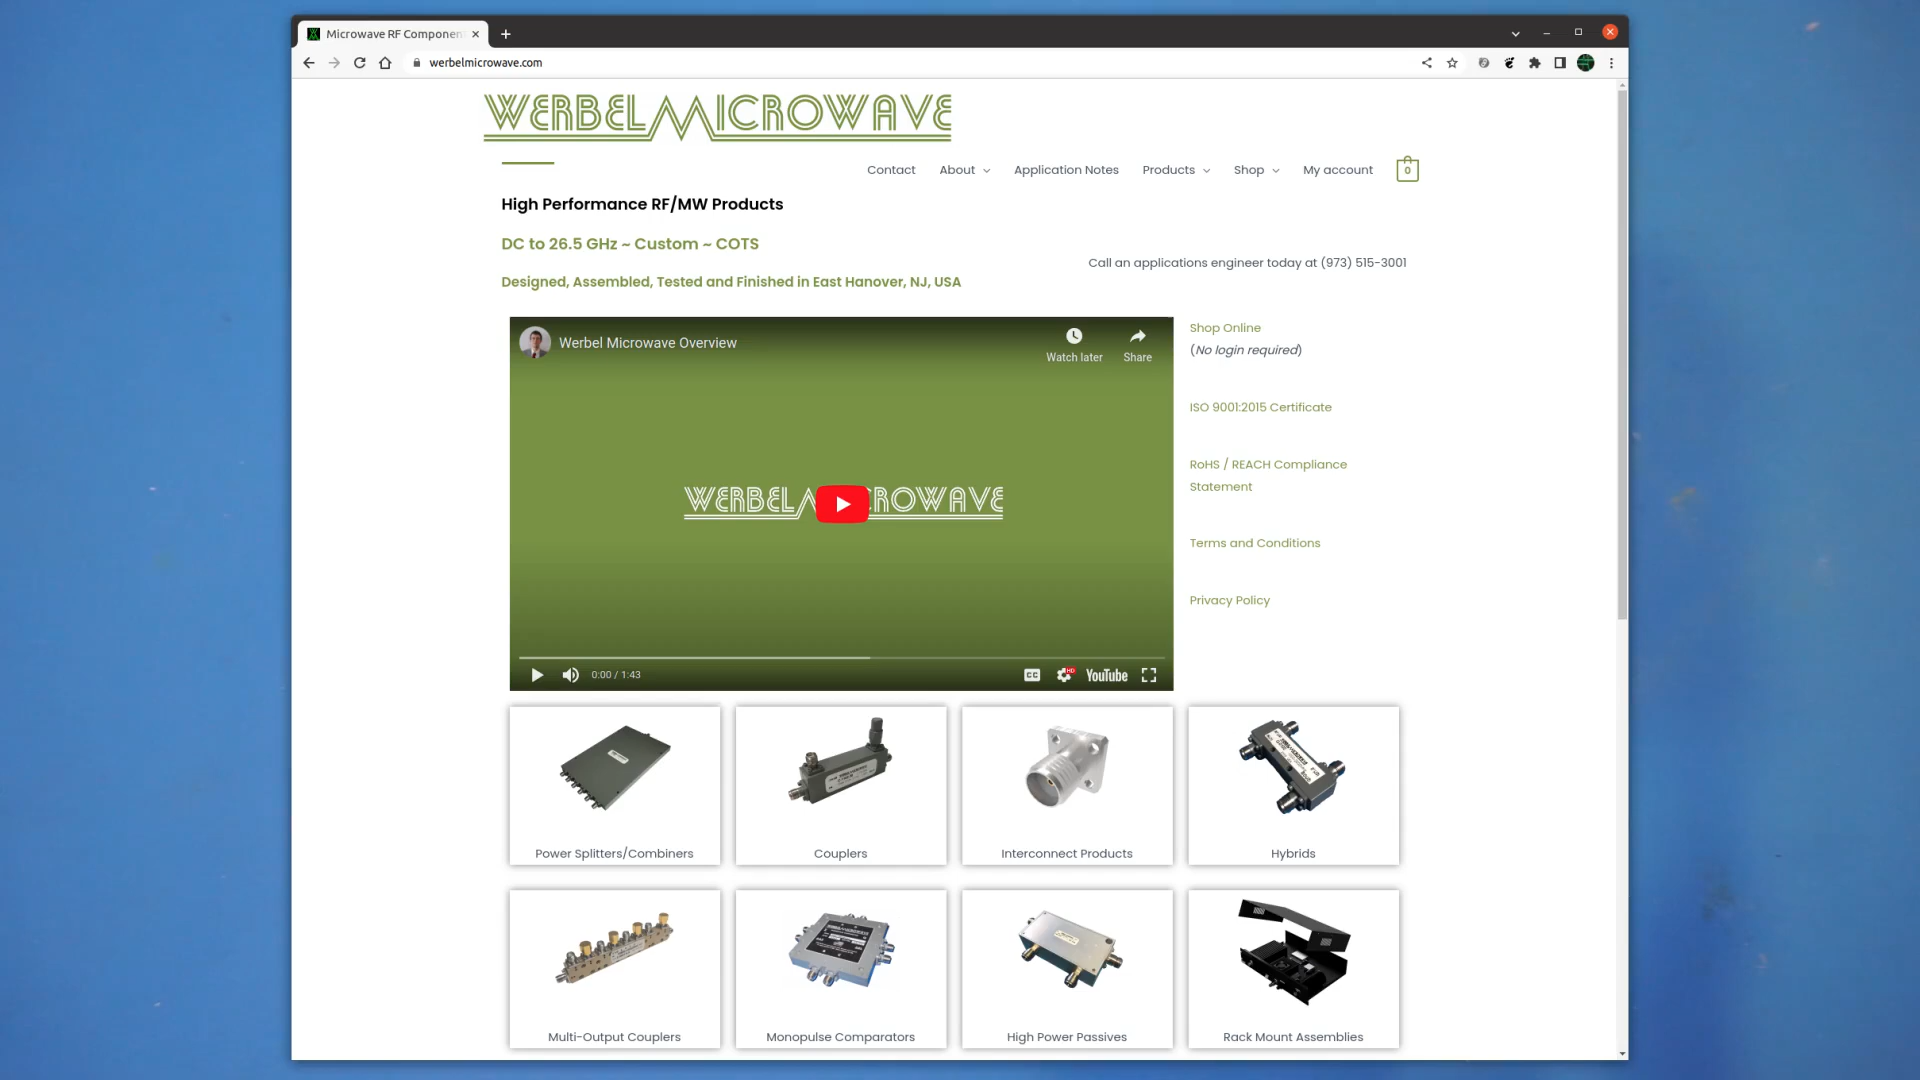 Microwave RF Componen
werbelmicrowave.com
WERBELMICROWAVE
Contact About Application Notes Products Shop My account 0
High Performance RF/MW Products
DC to 26.5 GHz ~ Custom ~ COTS
Call an applications engineer today at (973) 515-3001
Designed, Assembled, Tested and Finished in East Hanover, NJ, USA
Werbel Microwave Overview
Watch later Share
Shop Online
(No login required)
ISO 9001:2015 Certificate
RoHS / REACH Compliance
Statement
Terms and Conditions
Privacy Policy
0:00 / 1:43
CC HD YouTube
Power Splitters/Combiners Couplers Interconnect Products Hybrids
Multi-Output Couplers Monopulse Comparators High Power Passives Rack Mount Assemblies